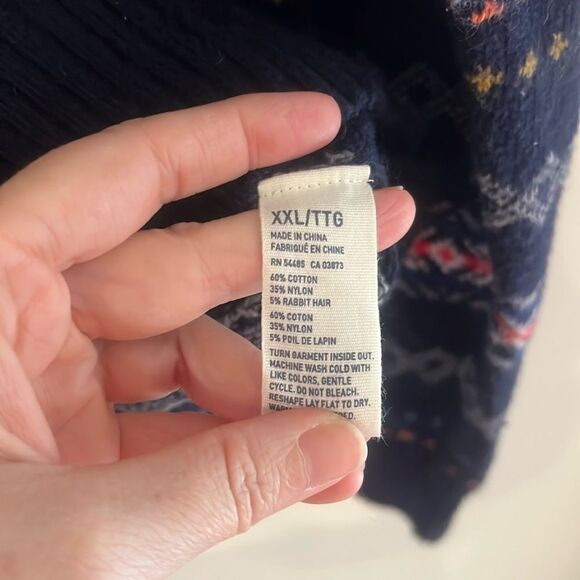 XXL/TTG
MADE IN CHINA
FABRIQUÉ EN CHINE
RN 54485 CA 03873
60% COTTON
35% NYLON
5% RABBIT HAIR
60% COTON
35% NYLON
5% POIL DE LAPIN
TURN GARMENT INSIDE OUT.
MACHINE WASH COLD WITH
LIKE COLORS, GENTLE
CYCLE. DO NOT BLEACH.
RESHAPE LAY FLAT TO DRY.